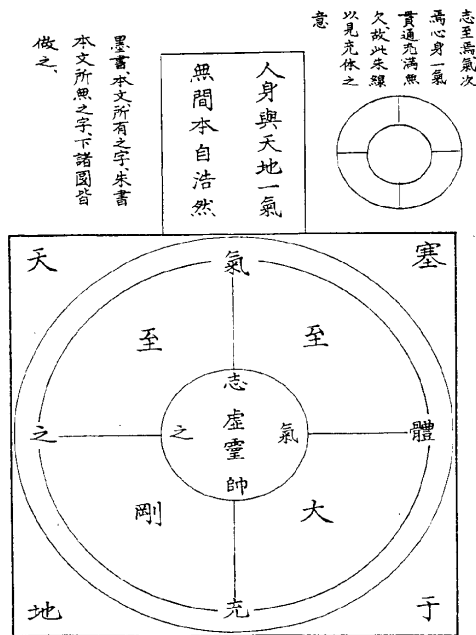 志至焉氣次
焉心身一氣
貫通充滿無
欠故此朱線
以見充体之
意
人身與天地一氣
無間本自浩然
墨書、本文所有之字、朱書
本文所無之字、下諸圖皆
倣之、
塞
于
天
地
氣
體
充
之
至
大
至
剛
志
氣
之
帥
虛靈